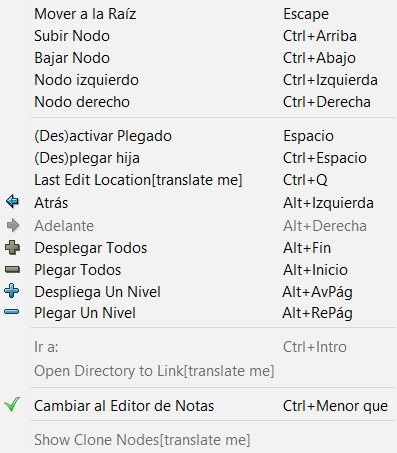 Mover a la Raíz Escape
Subir Nodo Ctrl+Arriba
Bajar Nodo Ctrl+Abajo
Nodo izquierdo Ctrl+Izquierda
Nodo derecho Ctrl+Derecha
(Des)activar Plegado Espacio
(Des)plegar hija Ctrl+Espacio
Last Edit Location[translate me] Ctrl+Q
Atrás Alt+Izquierda
Adelante Alt+Derecha
Desplegar Todos Alt+Fin
Plegar Todos Alt+Inicio
Despliega Un Nivel Alt+AvPág
Plegar Un Nivel Alt+RePág
Ir a: Ctrl+Intro
Open Directory to Link[translate me]
Cambiar al Editor de Notas Ctrl+Menor que
Show Clone Nodes[translate me]